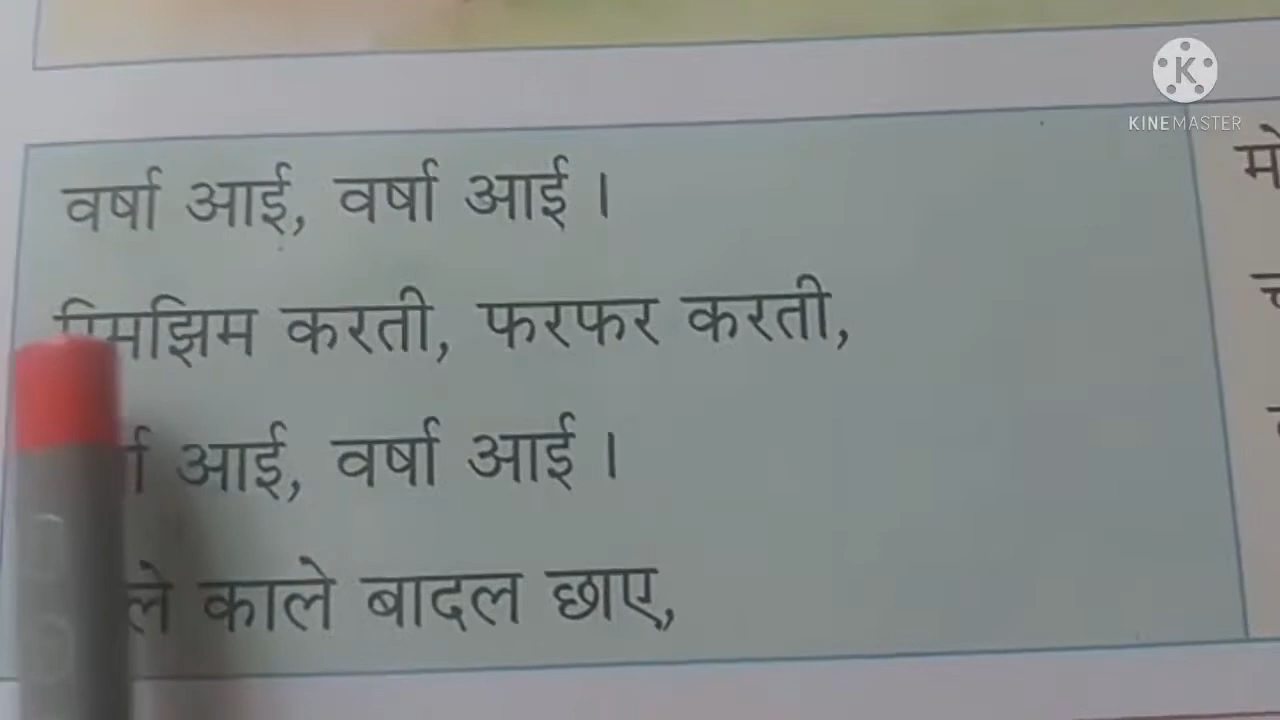 वर्षा आई, वर्षा आई।
करती, फरफर करती,
आई, वर्षा आई।
काले बादल छाए,
KINEMASTER